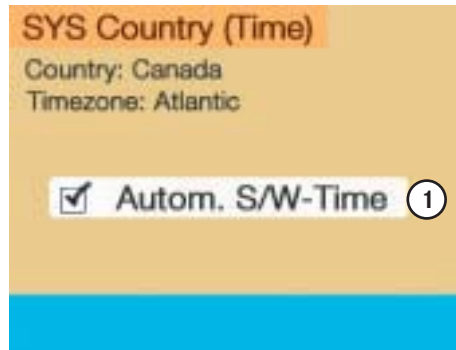 SYS Country (Time)
Country: Canada
Timezone: Atlantic
☑ Autom. S/W-Time 1